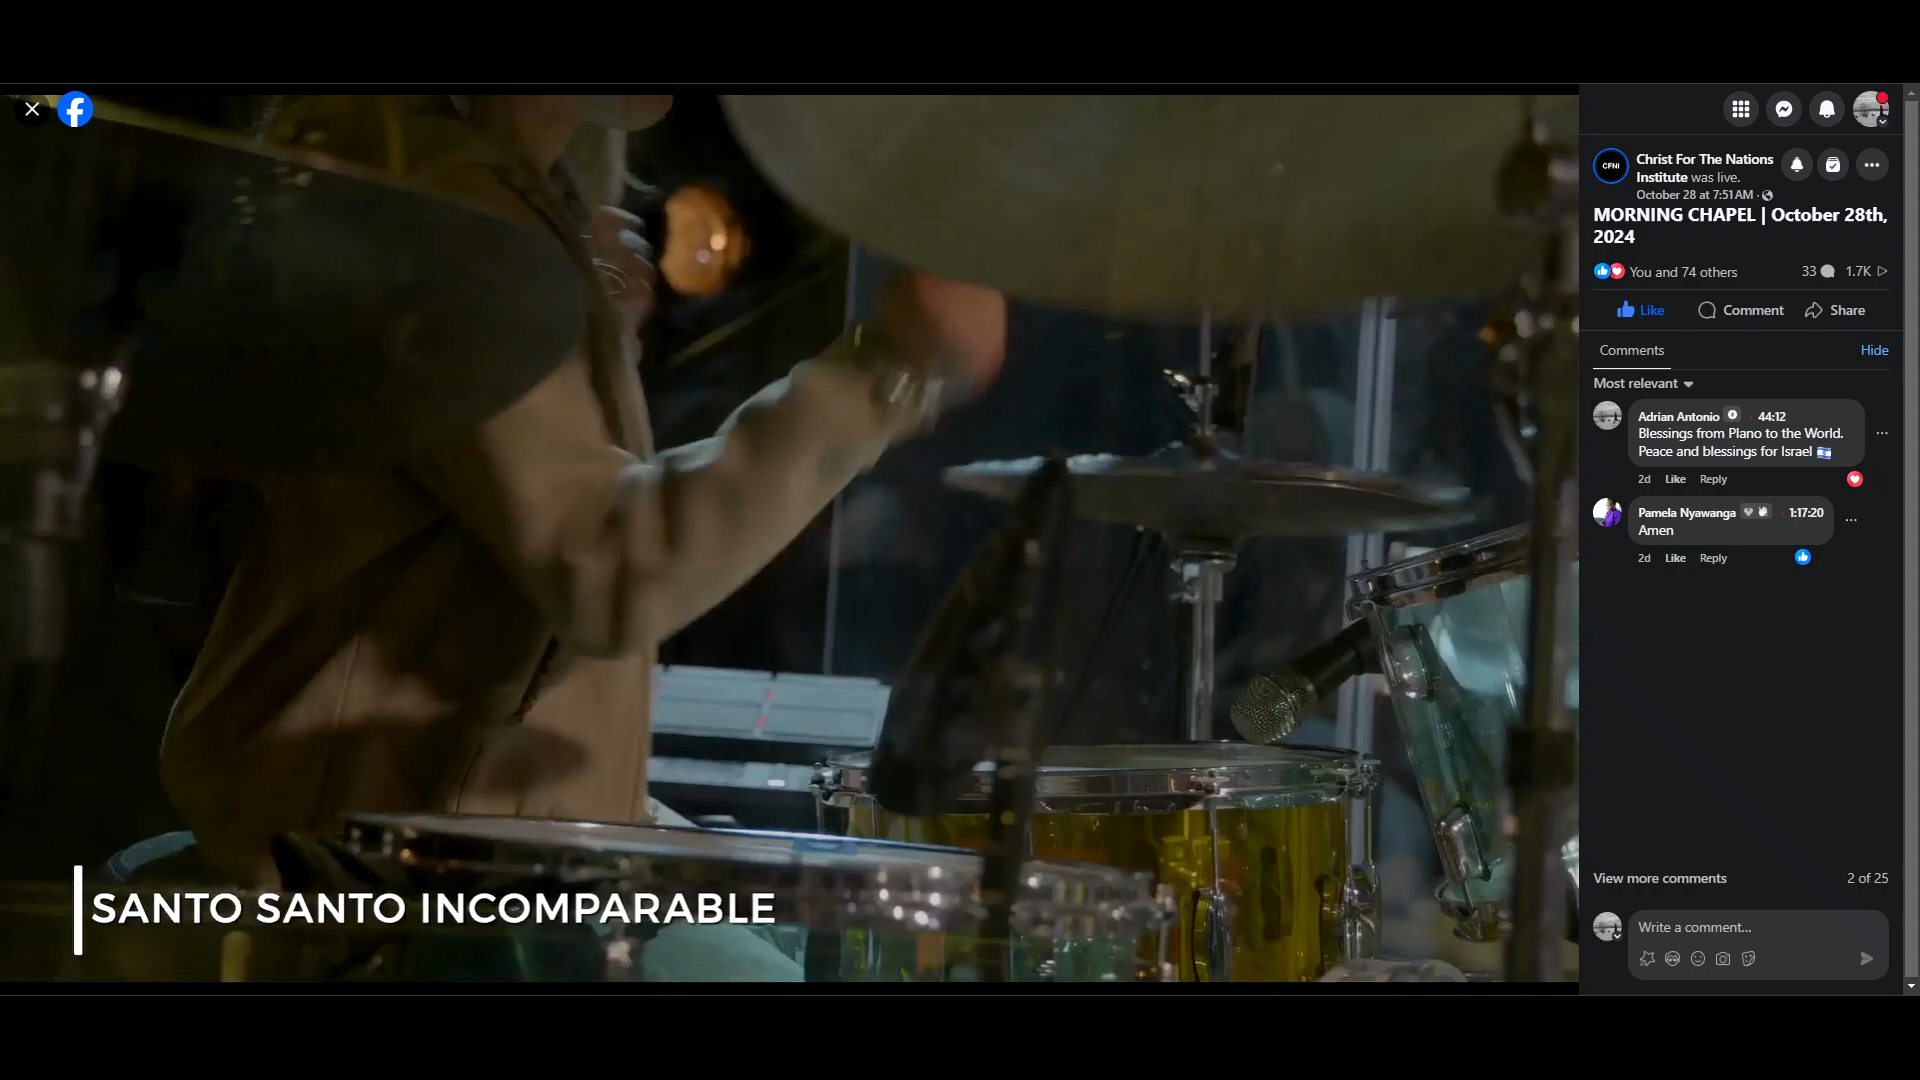 SANTO SANTO INCOMPARABLE
CFNI
Christ For The Nations
Institute was live.
October 28 at 7:51 AM ·
MORNING CHAPEL | October 28th,
2024
You and 74 others
33
1.7K
Like
Comment
Share
Comments
Hide
Most relevant
Adrian Antonio · 44:12
Blessings from Plano to the World.
Peace and blessings for Israel 🇮🇱
2d Like Reply
Pamela Nyawanga · 1:17:20
Amen
2d Like Reply
View more comments
2 of 25
Write a comment...